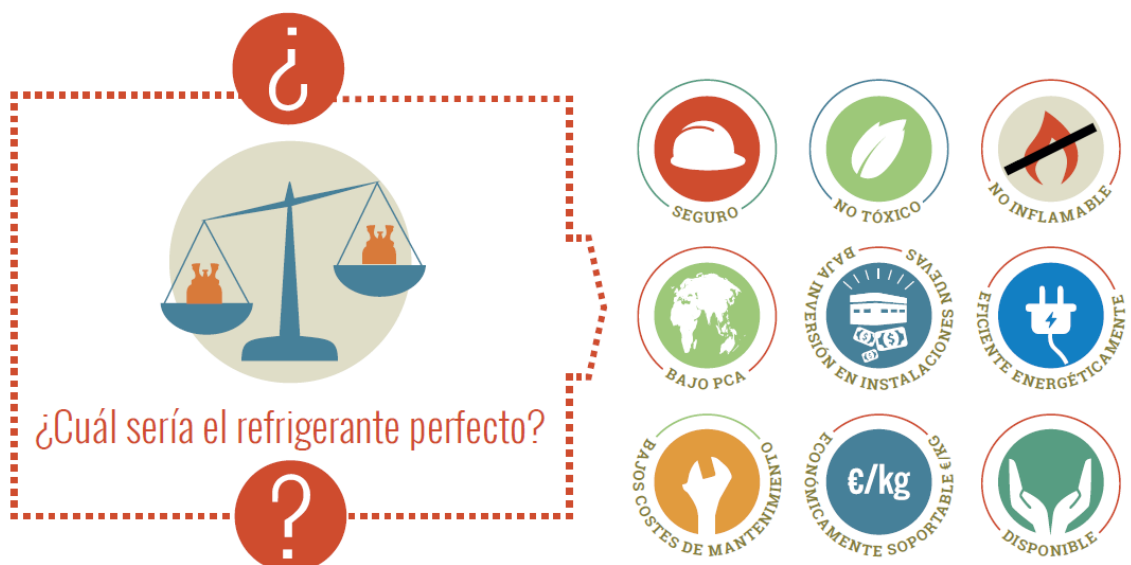 ¿
¿Cuál sería el refrigerante perfecto?
?
SEGURO
NO TÓXICO
NO INFLAMABLE
BAJO PCA
BAJA INVERSIÓN EN INSTALACIONES NUEVAS
$ $
$
EFICIENTE ENERGÉTICAMENTE
BAJOS COSTES DE MANTENIMIENTO
€/kg
ECONÓMICAMENTE SOPORTABLE €/KG
DISPONIBLE